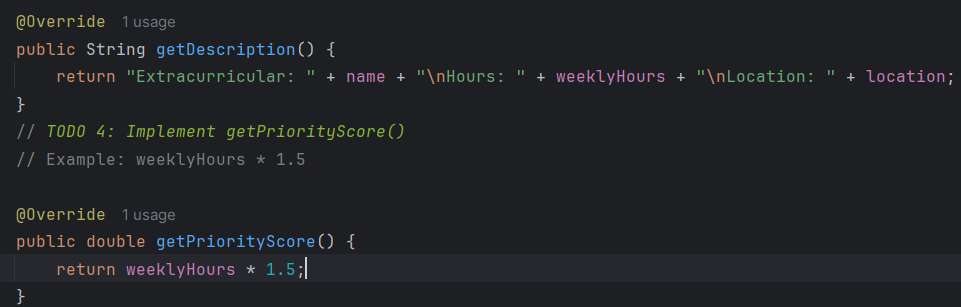 @Override 1 usage
public String getDescription() {
return "Extracurricular: " + name + "\nHours: " + weeklyHours + "\nLocation: " + location;
}
// TODO 4: Implement getPriorityScore()
// Example: weeklyHours * 1.5
@Override 1 usage
public double getPriorityScore() {
return weeklyHours * 1.5;
}